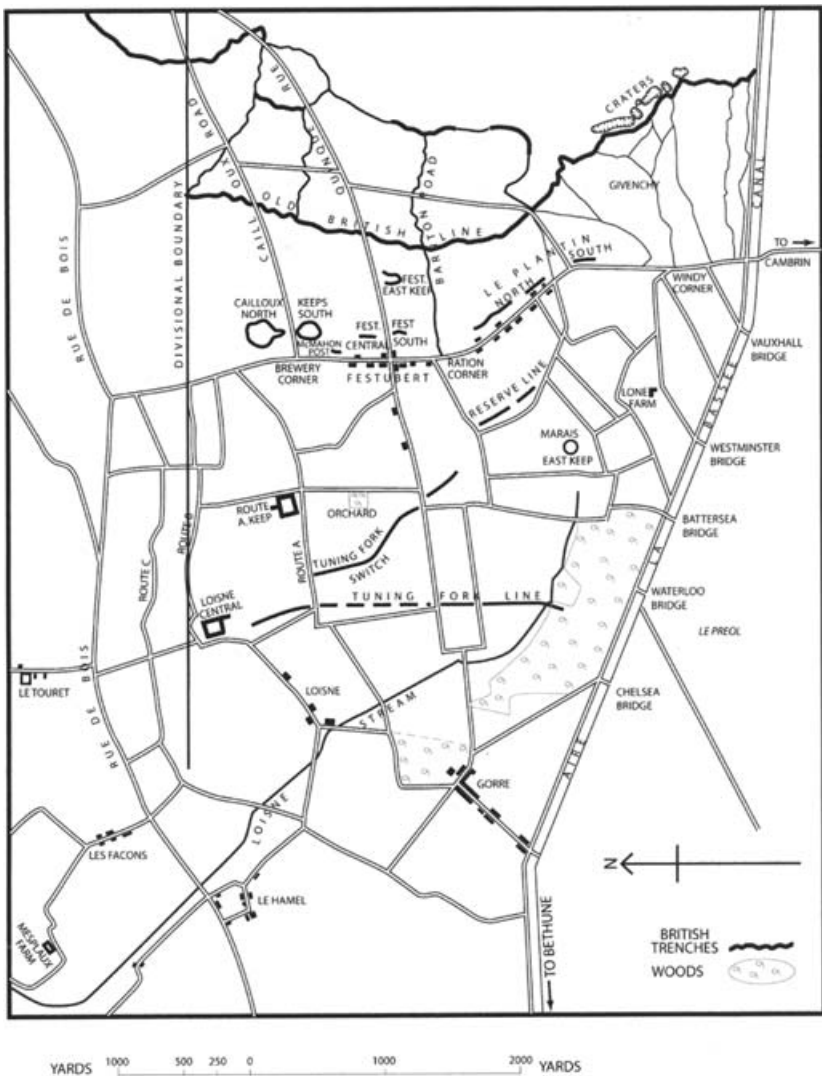 CRATERS
GIVENCHY
CANAL
ROAD
CAILLOUX
RUE
QUINQUE
DIVISIONAL BOUNDARY
OLD BRITISH LINE
BARTON ROAD
RUE DE BOIS
TO
CAMBRIN
LE PLANTIN
NORTH
SOUTH
WINDY
CORNER
FEST.
EAST KEEP
CAILLOUX
NORTH
KEEPS
SOUTH
FEST.
CENTRAL
FEST
SOUTH
McMAHON
POST
BREWERY
CORNER
FESTUBERT
RATION
CORNER
VAUXHALL
BRIDGE
RESERVE LINE
LONE
FARM
BASSEE
MARAIS
EAST KEEP
WESTMINSTER
BRIDGE
ROUTE
A. KEEP
ORCHARD
BATTERSEA
BRIDGE
ROUTE B
ROUTE C
ROUTE A
TUNING FORK
SWITCH
LA
LOISNE
CENTRAL
TUNING FORK LINE
WATERLOO
BRIDGE
LE PREOL
LE TOURET
RUE DE BOIS
LOISNE
STREAM
CHELSEA
BRIDGE
AIRE
GORRE
LOISNE
LES FACONS
N
LE HAMEL
MESPLAUX
FARM
TO BETHUNE
BRITISH
TRENCHES
WOODS
YARDS 1000 500 250 0 1000 2000 YARDS